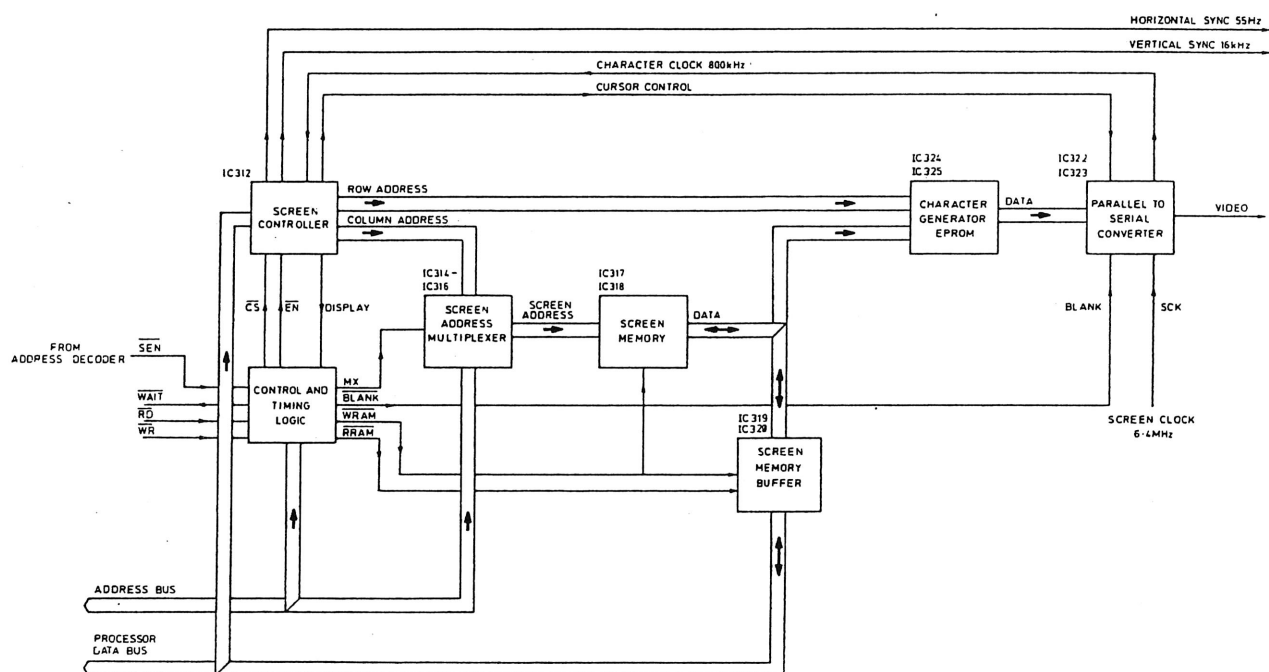 HORIZONTAL SYNC 55Hz
VERTICAL SYNC 16kHz
CHARACTER CLOCK 800kHz
CURSOR CONTROL
IC312
SCREEN
CONTROLLER
ROW ADDRESS
COLUMN ADDRESS
IC324
IC325
CHARACTER
GENERATOR
EPROM
DATA
IC322
IC323
PARALLEL TO
SERIAL
CONVERTER
VIDEO
CS
EN
DISPLAY
IC314-
IC316
SCREEN
ADDRESS
MULTIPLEXER
SCREEN
ADDRESS
IC317
IC318
SCREEN
MEMORY
DATA
BLANK
SCK
FROM
ADDRESS DECODER
SEN
WAIT
RD
WR
CONTROL AND
TIMING
LOGIC
MX
BLANK
WRAM
RRAM
IC319
IC320
SCREEN
MEMORY
BUFFER
SCREEN CLOCK
6·4MHz
ADDRESS BUS
PROCESSOR
DATA BUS